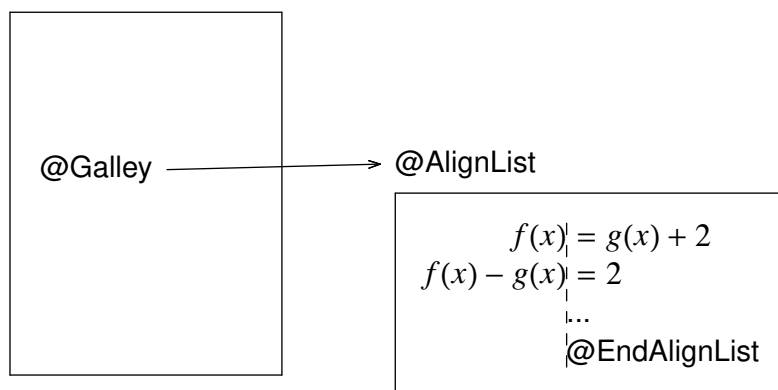 @Galley
@AlignList
f(x) = g(x) + 2
f(x) − g(x) = 2
...
@EndAlignList